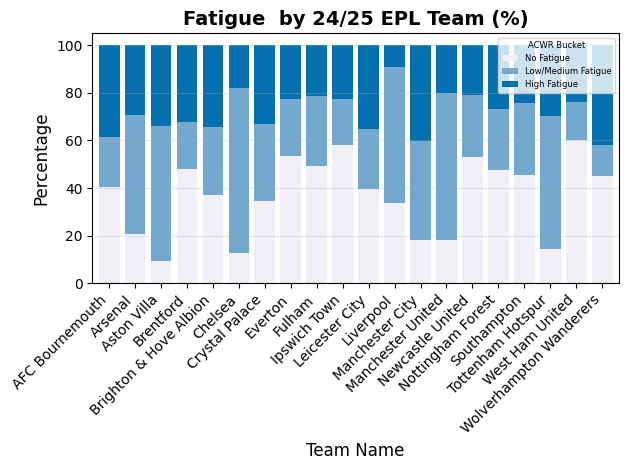 Fatigue  by 24/25 EPL Team (%)
ACWR Bucket
No Fatigue
Low/Medium Fatigue
High Fatigue
Percentage
100
80
60
40
20
0
AFC Bournemouth
Arsenal
Aston Villa
Brentford
Brighton & Hove Albion
Chelsea
Crystal Palace
Everton
Fulham
Ipswich Town
Leicester City
Liverpool
Manchester City
Manchester United
Newcastle United
Nottingham Forest
Southampton
Tottenham Hotspur
West Ham United
Wolverhampton Wanderers
Team Name